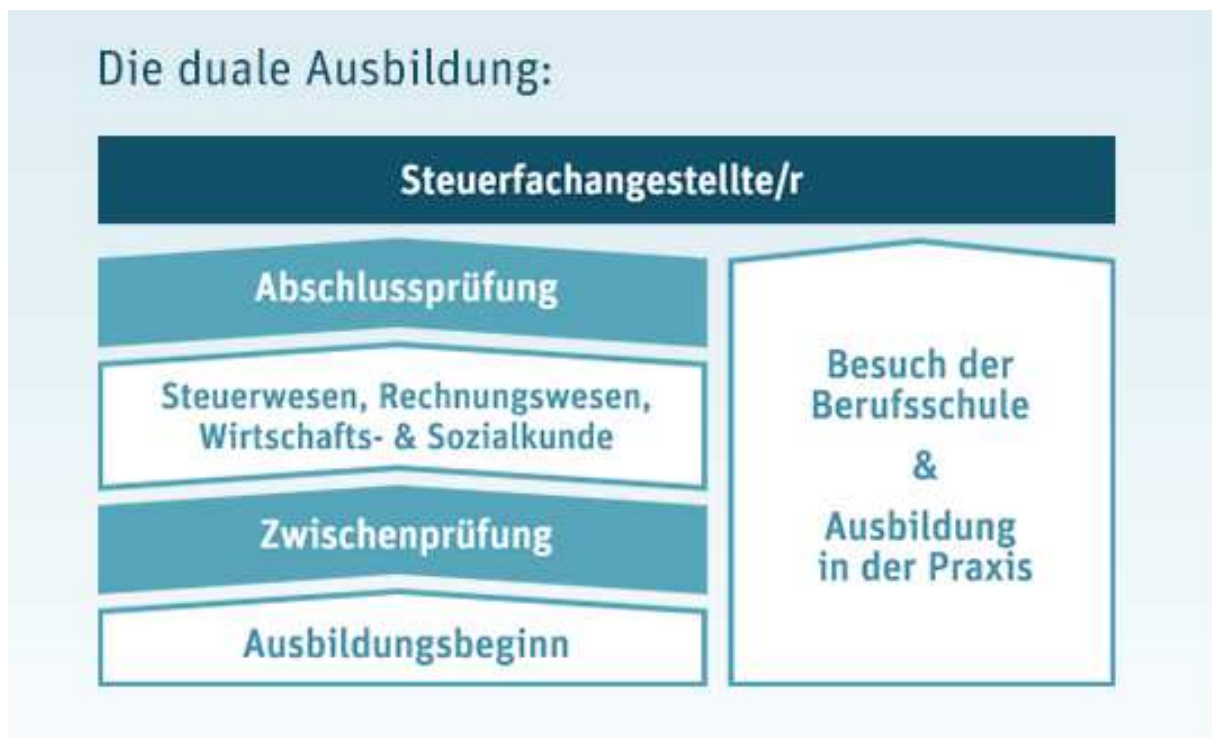 Die duale Ausbildung:
Steuerfachangestellte/r
Abschlussprüfung
Steuerwesen, Rechnungswesen,
Wirtschafts- & Sozialkunde
Zwischenprüfung
Ausbildungsbeginn
Besuch der
Berufsschule
&
Ausbildung
in der Praxis